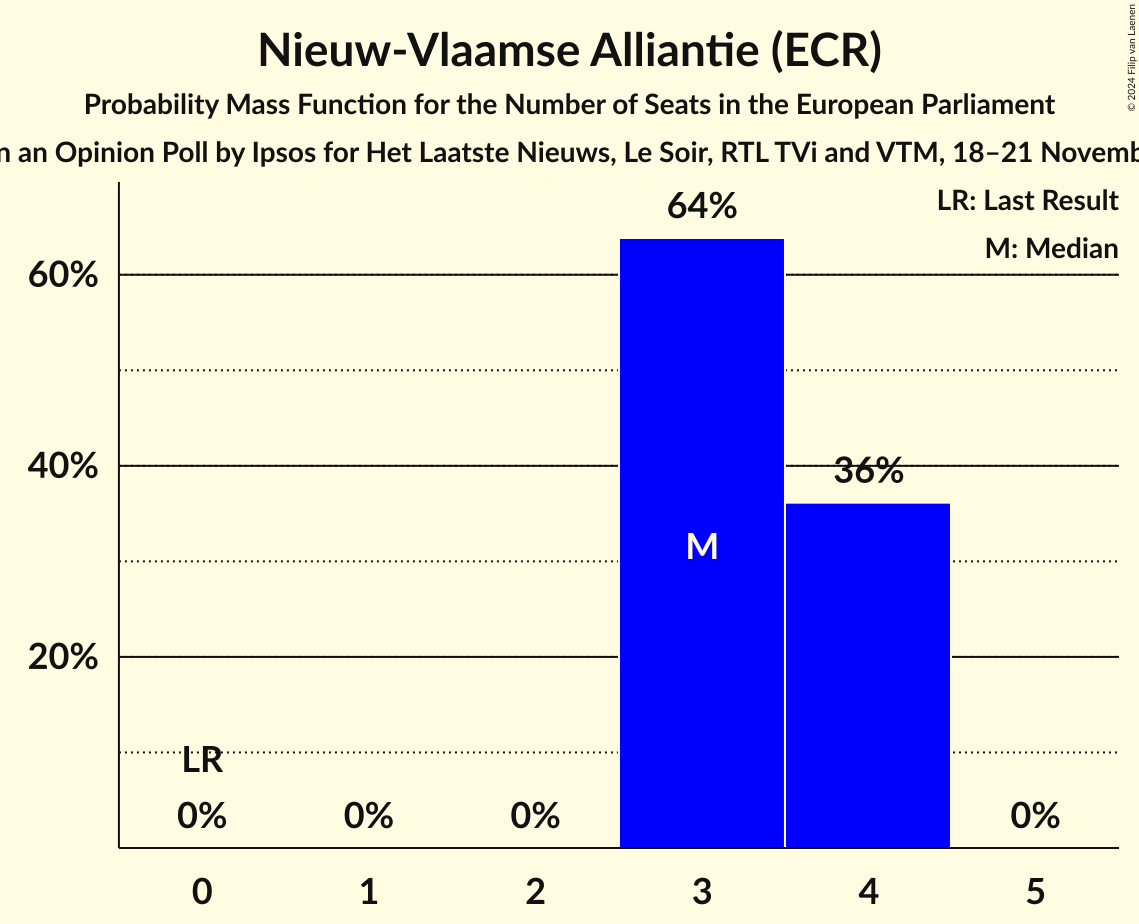 Nieuw-Vlaamse Alliantie (ECR)
Probability Mass Function for the Number of Seats in the European Parliament
an Opinion Poll by Ipsos for Het Laatste Nieuws, Le Soir, RTL TVi and VTM, 18–21
© 2024 Filip van Laenen
LR: Last Result
M: Median
64%
60%
40%
36%
M
20%
LR
0% 0% 0% 0%
0 1 2 3 4 5